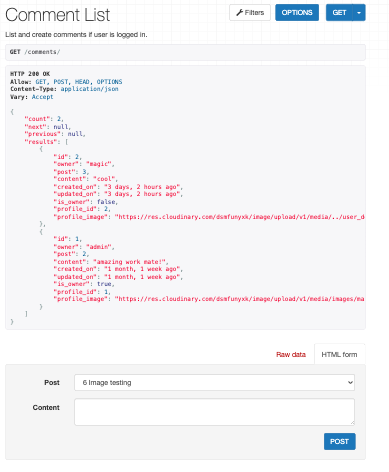 Comment List
Filters
OPTIONS
GET
List and create comments if user is logged in.
GET /comments/
HTTP 200 OK
Allow: GET, POST, HEAD, OPTIONS
Content-Type: application/json
Vary: Accept
{
"count": 2,
"next": null,
"previous": null,
"results": [
{
"id": 2,
"owner": "magic",
"post": 3,
"content": "cool",
"created_on": "3 days, 2 hours ago",
"updated_on": "3 days, 2 hours ago",
"is_owner": false,
"profile_id": 2,
"profile_image": "https://res.cloudinary.com/dsmfunyxk/image/upload/v1/media/../user_d
},
{
"id": 1,
"owner": "admin",
"post": 2,
"content": "amazing work mate!",
"created_on": "1 month, 1 week ago",
"updated_on": "1 month, 1 week ago",
"is_owner": true,
"profile_id": 1,
"profile_image": "https://res.cloudinary.com/dsmfunyxk/image/upload/v1/media/images/ma
}
]
}
Raw data
HTML form
Post
6 Image testing
Content
POST